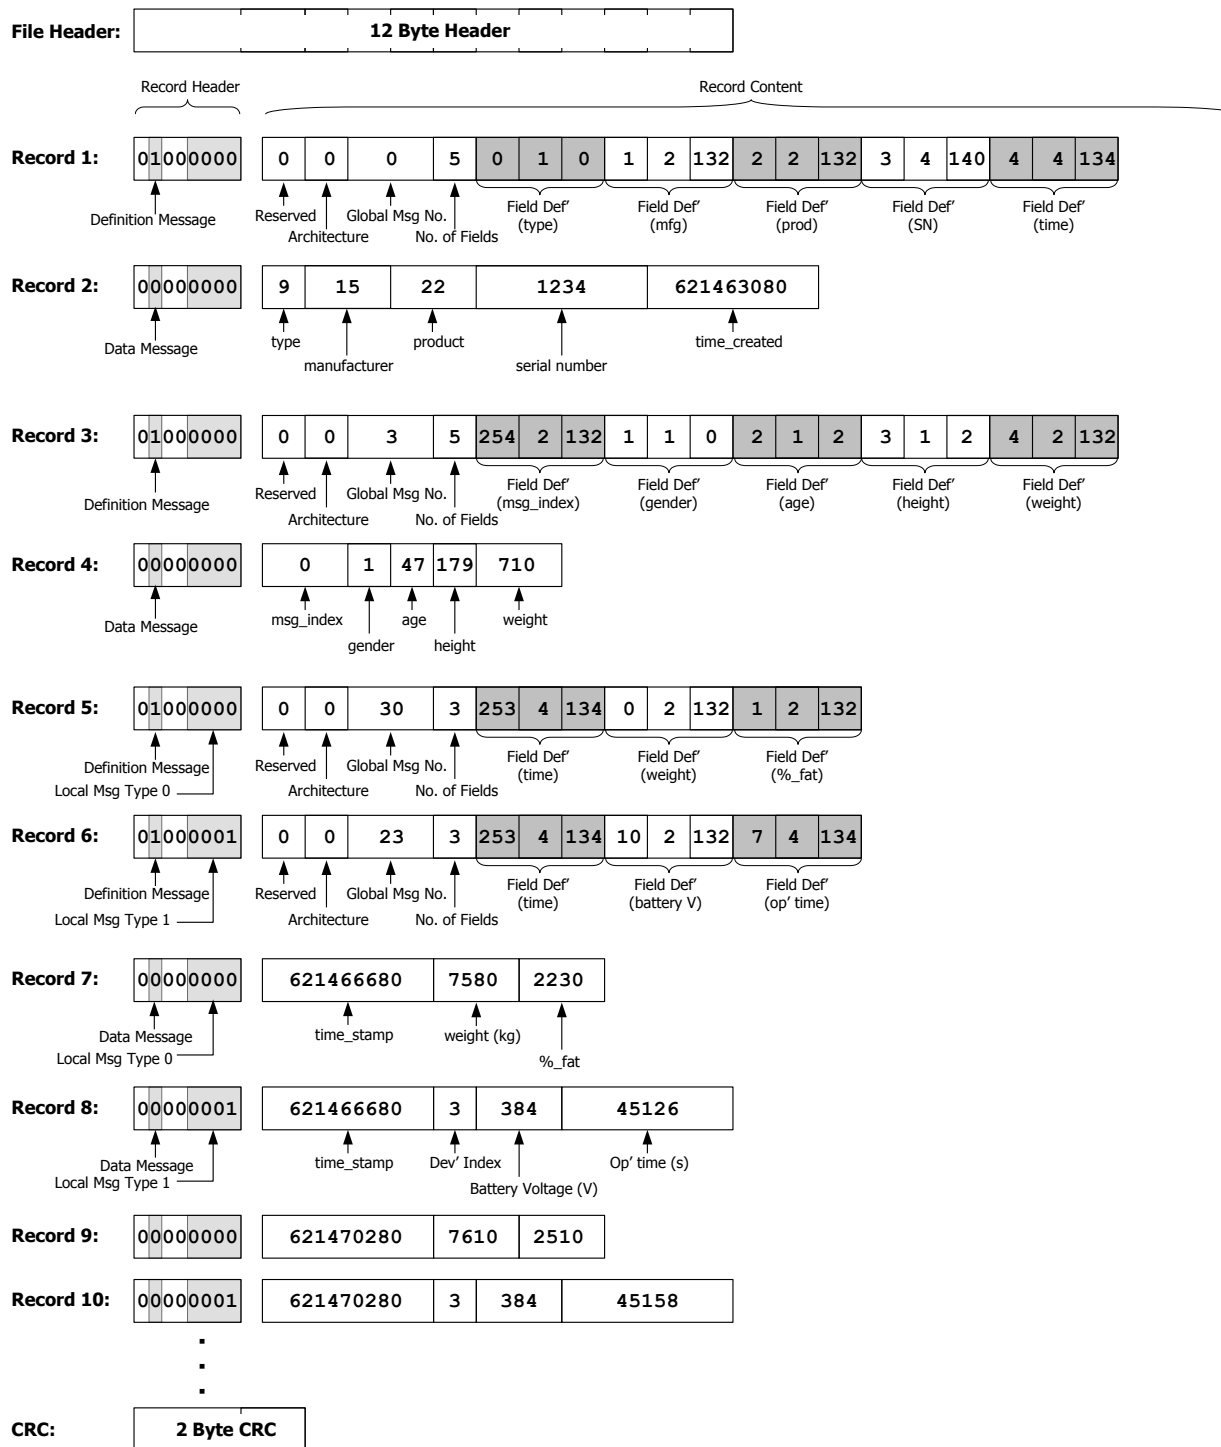 File Header: 12 Byte Header
Record Header Record Content
Record 1: 01000000 0 0 0 5 0 1 0 1 2 132 2 2 132 3 4 140 4 4 134
Definition Message Reserved Architecture Global Msg No. No. of Fields Field Def’ (type) Field Def’ (mfg) Field Def’ (prod) Field Def’ (SN) Field Def’ (time)
Record 2: 00000000 9 15 22 1234 621463080
Data Message type manufacturer product serial number time_created
Record 3: 01000000 0 0 3 5 254 2 132 1 1 0 2 1 2 3 1 2 4 2 132
Definition Message Reserved Architecture Global Msg No. No. of Fields Field Def’ (msg_index) Field Def’ (gender) Field Def’ (age) Field Def’ (height) Field Def’ (weight)
Record 4: 00000000 0 1 47 179 710
Data Message msg_index gender age height weight
Record 5: 01000000 0 0 30 3 253 4 134 0 2 132 1 2 132
Definition Message Local Msg Type 0 Reserved Architecture Global Msg No. No. of Fields Field Def’ (time) Field Def’ (weight) Field Def’ (%_fat)
Record 6: 01000001 0 0 23 3 253 4 134 10 2 132 7 4 134
Definition Message Local Msg Type 1 Reserved Architecture Global Msg No. No. of Fields Field Def’ (time) Field Def’ (battery V) Field Def’ (op’ time)
Record 7: 00000000 621466680 7580 2230
Data Message Local Msg Type 0 time_stamp weight (kg) %_fat
Record 8: 00000001 621466680 3 384 45126
Data Message Local Msg Type 1 time_stamp Dev’ Index Battery Voltage (V) Op’ time (s)
Record 9: 00000000 621470280 7610 2510
Record 10: 00000001 621470280 3 384 45158
CRC: 2 Byte CRC